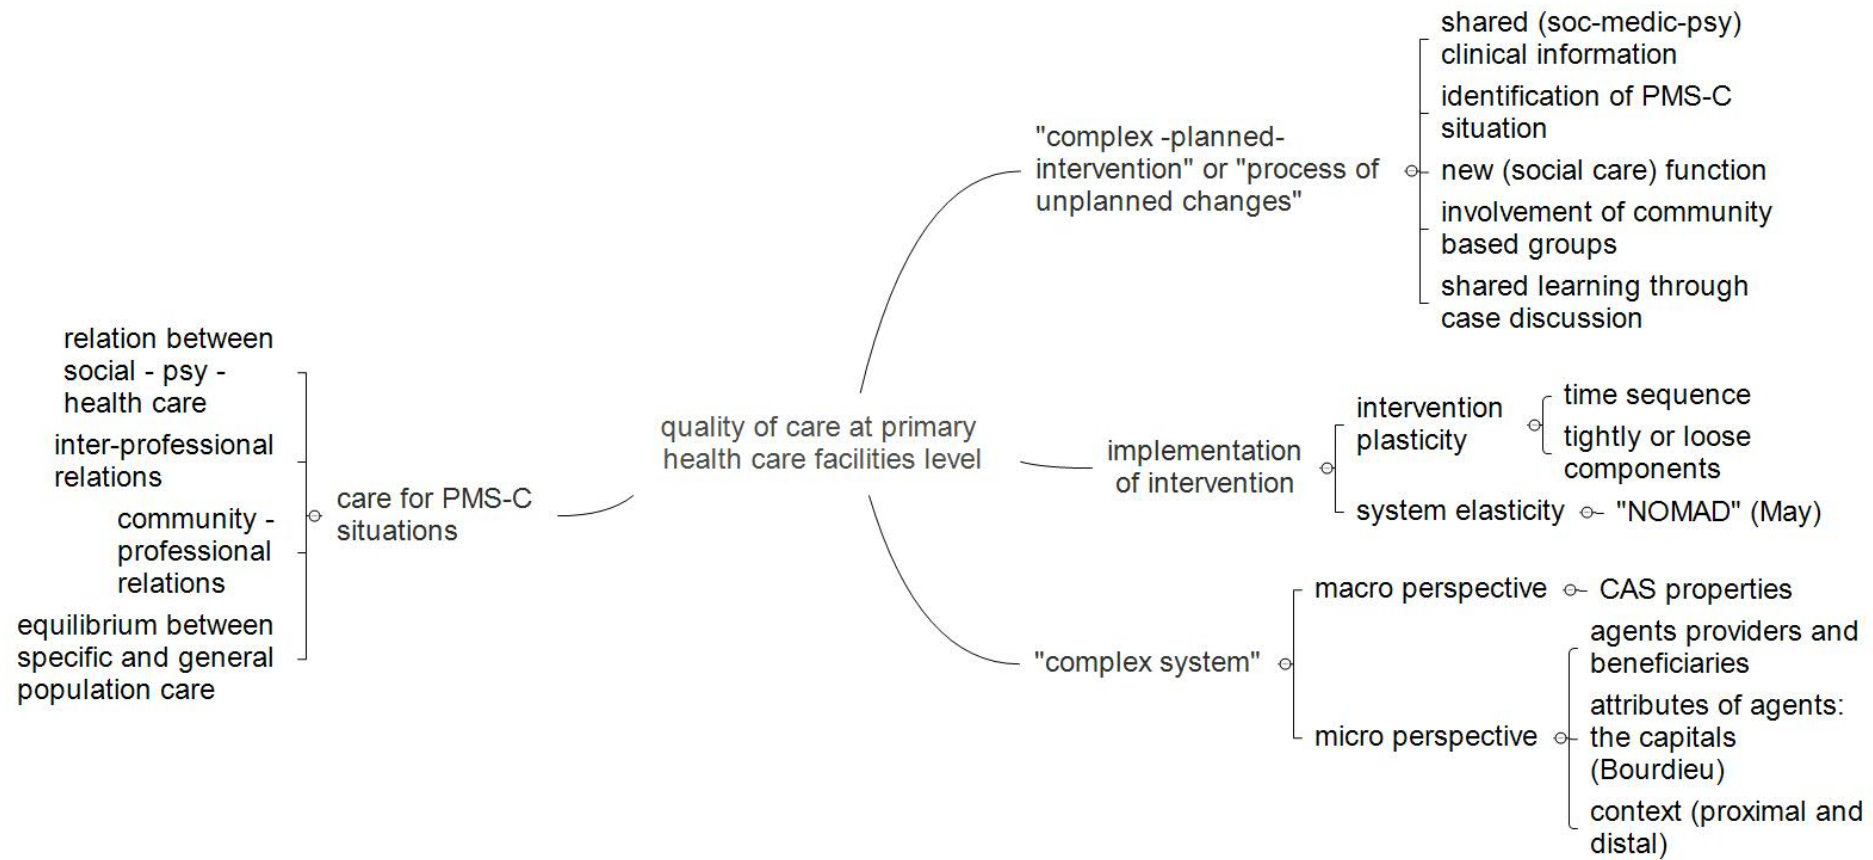 shared (soc-medic-psy)
clinical information
identification of PMS-C
situation
"complex -planned-
intervention" or "process of
unplanned changes"
new (social care) function
involvement of community
based groups
shared learning through
case discussion
relation between
social - psy -
health care
inter-professional
relations
community -
professional
relations
equilibrium between
specific and general
population care
care for PMS-C
situations
quality of care at primary
health care facilities level
implementation
of intervention
intervention
plasticity
time sequence
tightly or loose
components
system elasticity
"NOMAD" (May)
"complex system"
macro perspective
CAS properties
micro perspective
agents providers and
beneficiaries
attributes of agents:
the capitals
(Bourdieu)
context (proximal and
distal)